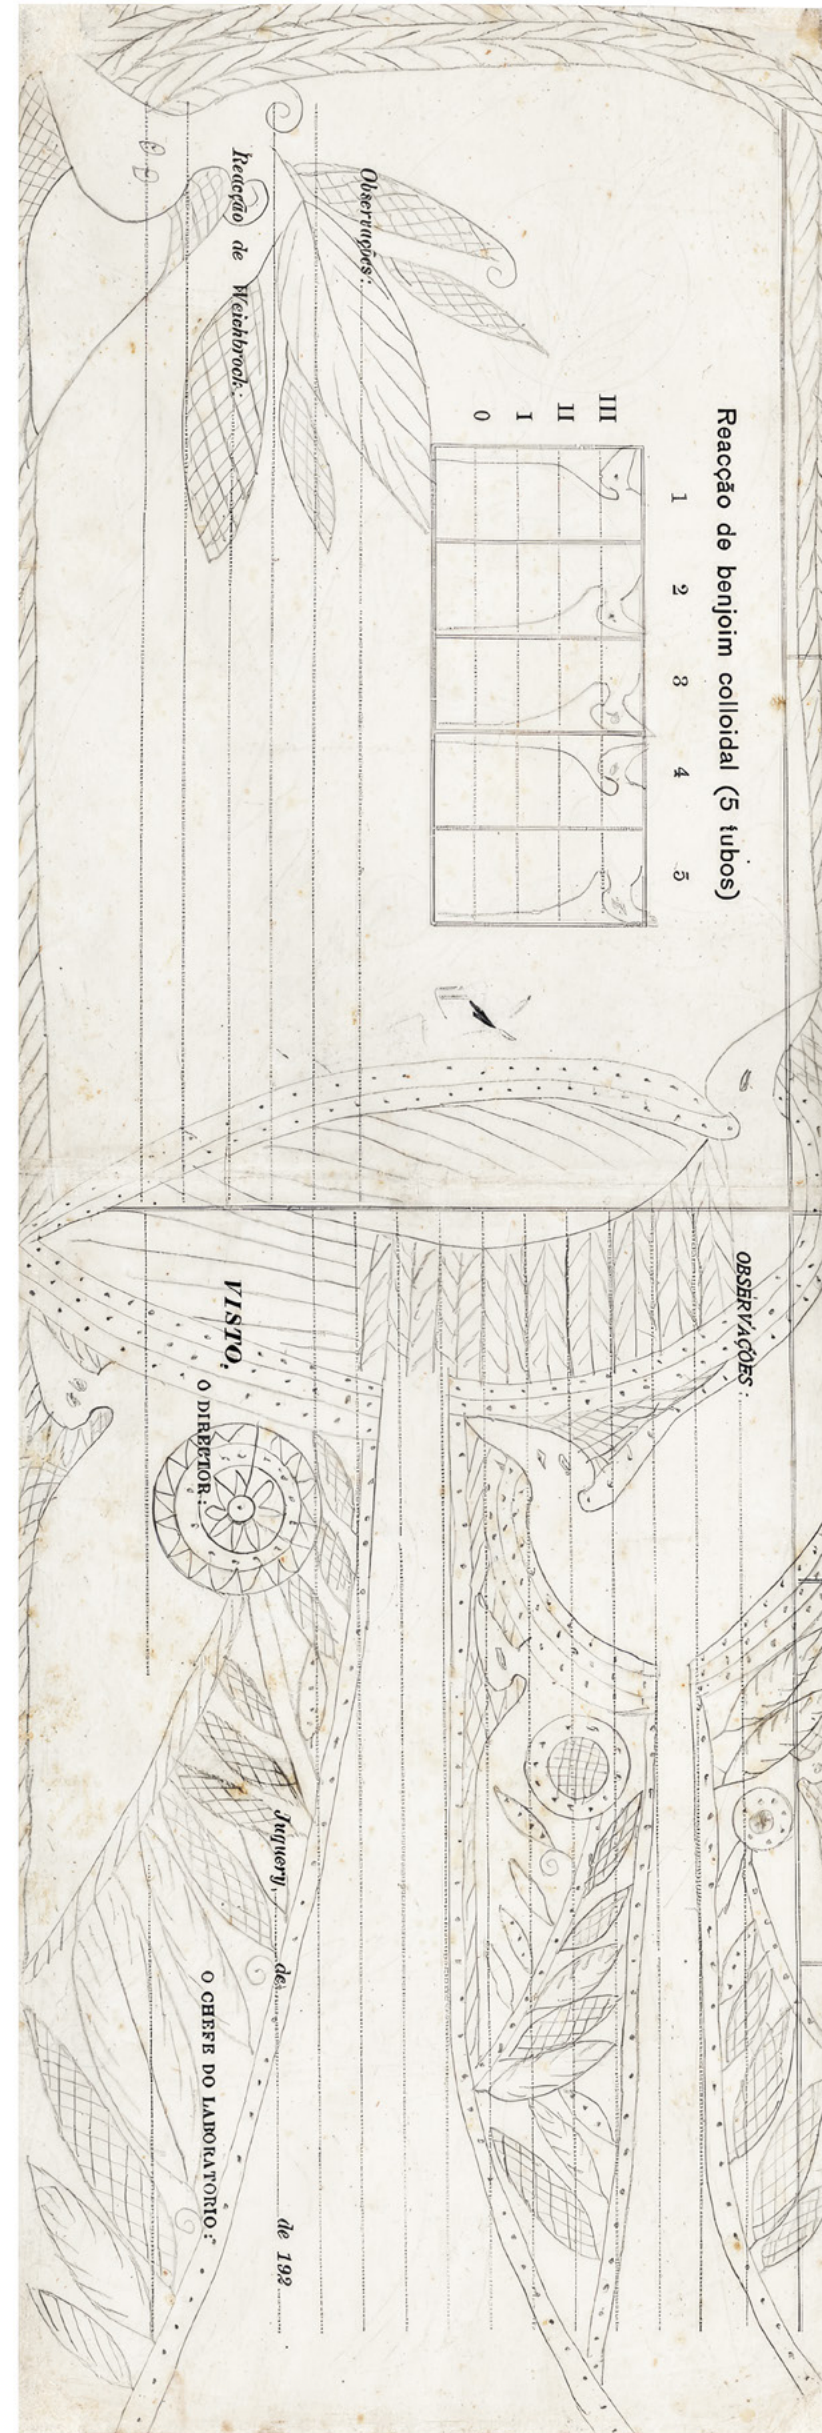 Reacção de benjoim colloidal (5 tubos)
1 2 3 4 5
III
II
I
0
Observações:
Reacção de Weichbrock:
OBSERVAÇÕES:
Juquery, de de 192
VISTO,
O DIRECTOR:
O CHEFE DO LABORATORIO: